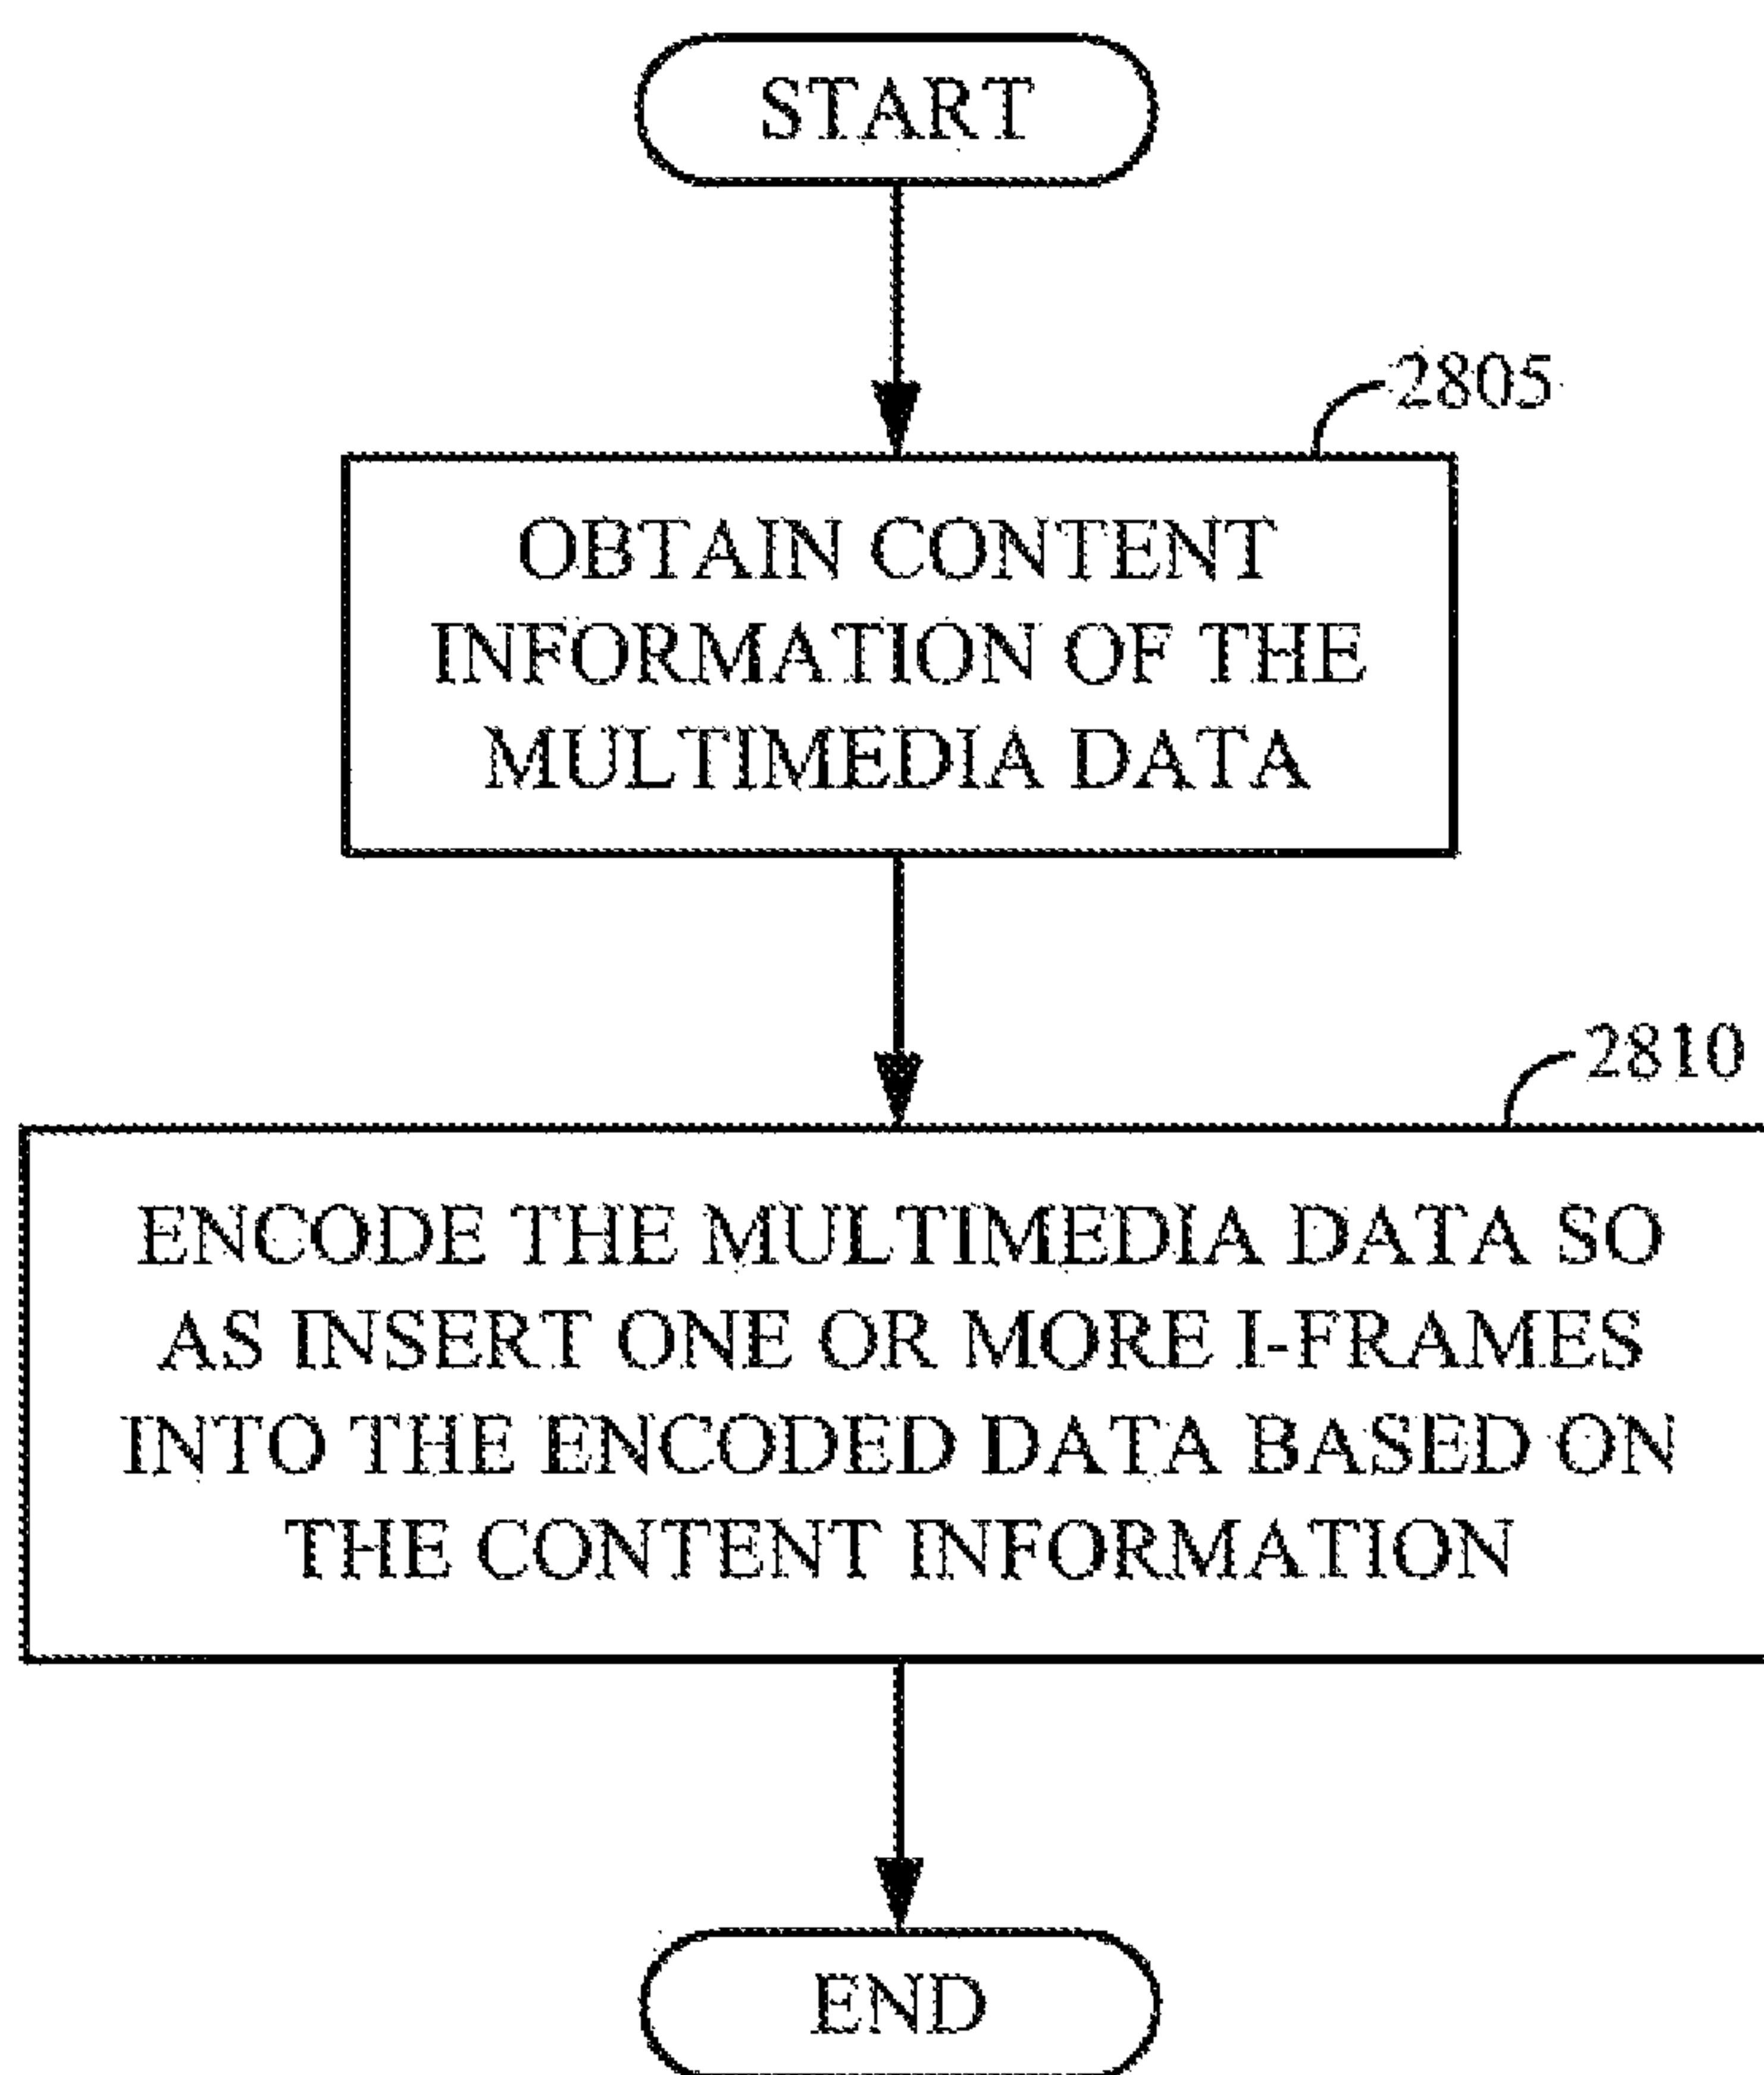 START
2805
OBTAIN CONTENT
INFORMATION OF THE
MULTIMEDIA DATA
2810
ENCODE THE MULTIMEDIA DATA SO
AS INSERT ONE OR MORE I-FRAMES
INTO THE ENCODED DATA BASED ON
THE CONTENT INFORMATION
END